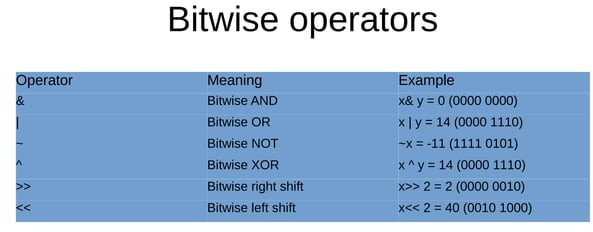 Bitwise operators
Operator Meaning Example
& Bitwise AND x& y = 0 (0000 0000)
| Bitwise OR x | y = 14 (0000 1110)
~ Bitwise NOT ~x = -11 (1111 0101)
^ Bitwise XOR x ^ y = 14 (0000 1110)
>> Bitwise right shift x>> 2 = 2 (0000 0010)
<< Bitwise left shift x<< 2 = 40 (0010 1000)